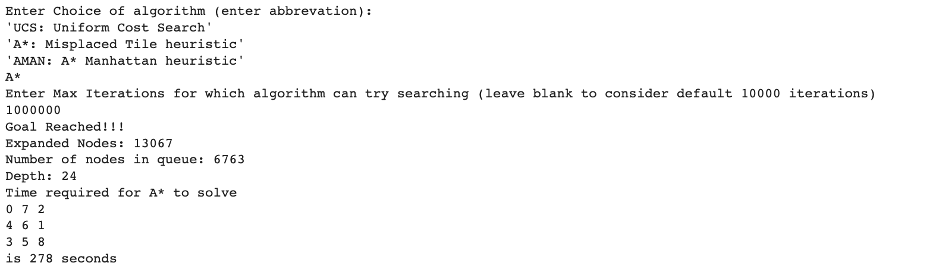 Enter Choice of algorithm (enter abbrevation):
'UCS: Uniform Cost Search'
'A*: Misplaced Tile heuristic'
'AMAN: A* Manhattan heuristic'
A*
Enter Max Iterations for which algorithm can try searching (leave blank to consider default 10000 iterations)
1000000
Goal Reached!!!
Expanded Nodes: 13067
Number of nodes in queue: 6763
Depth: 24
Time required for A* to solve
0 7 2
4 6 1
3 5 8
is 278 seconds